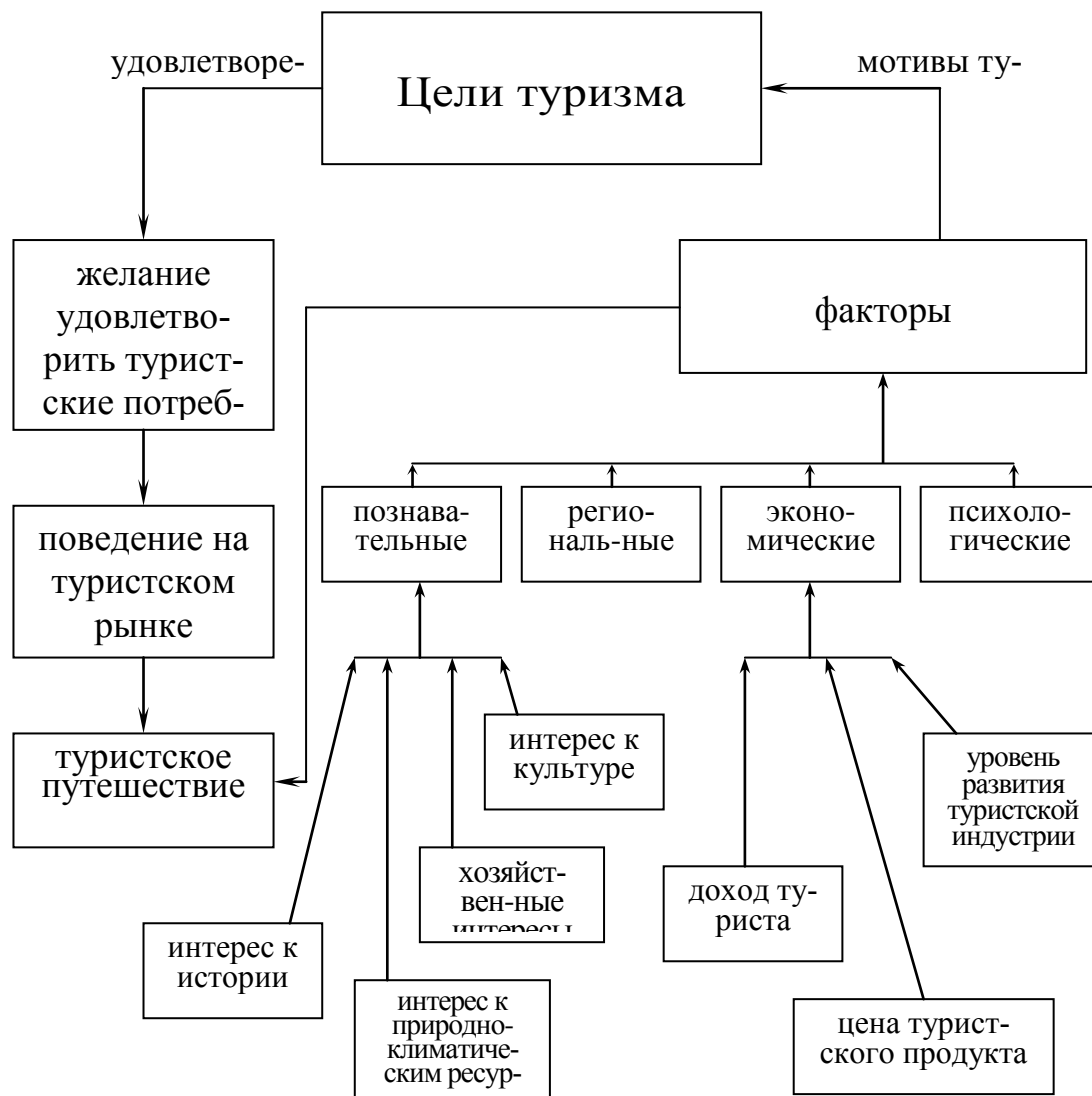 удовлетворе-
Цели туризма
мотивы ту-
желание
удовлетво-
рить турист-
ские потреб-
факторы
познава-
тельные
регио-
наль-ные
эконо-
мические
психоло-
гические
поведение на
туристском
рынке
туристское
путешествие
интерес к
культуре
уровень
развития
туристской
индустрии
хозяйст-
вен-ные
интересы
доход ту-
риста
интерес к
истории
интерес к
природно-
климатиче-
ским ресур-
цена турист-
ского продукта